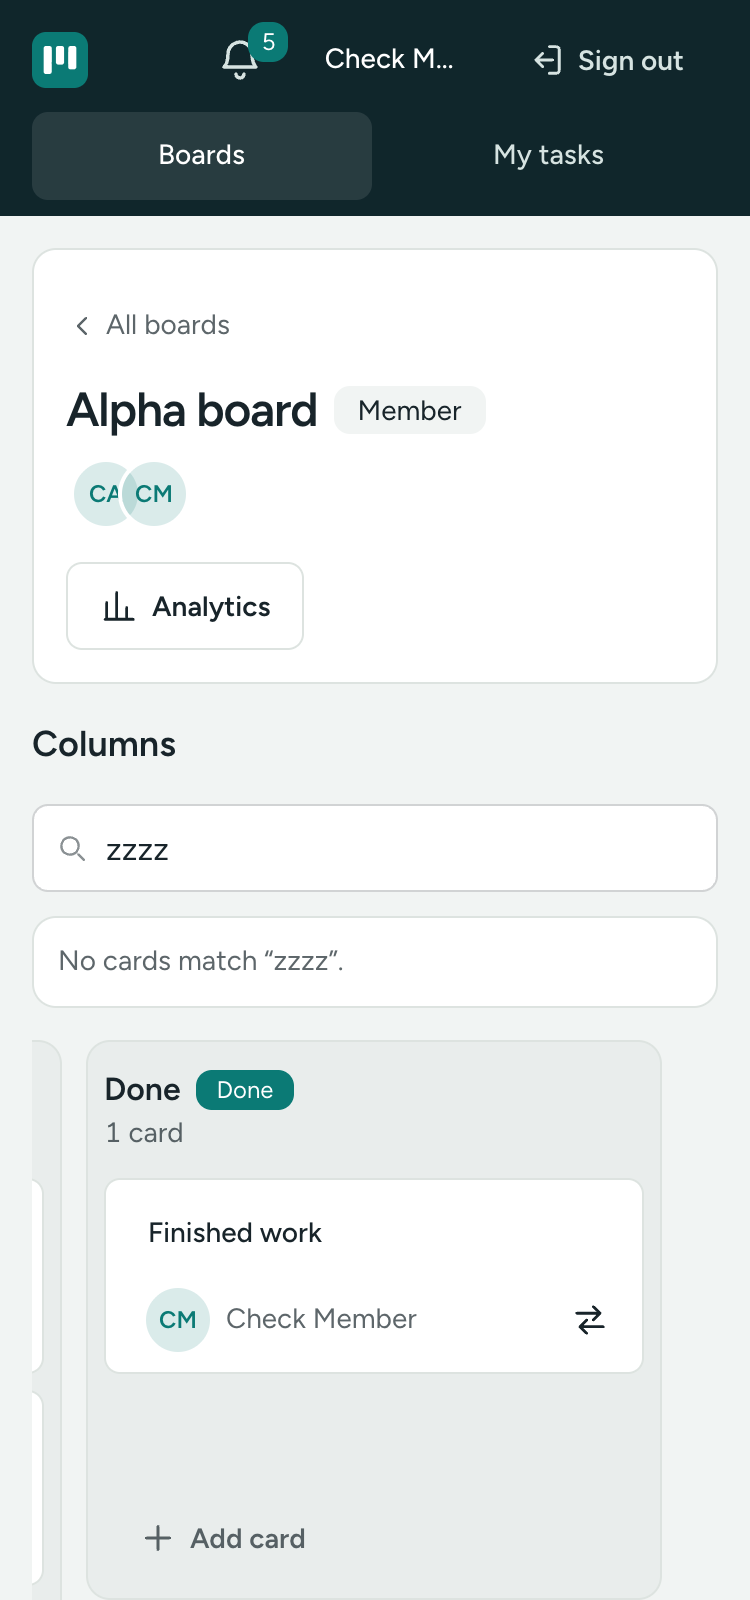 5
Check M...
Sign out
Boards
My tasks
All boards
Alpha board
Member
CA
CM
Analytics
Columns
zzzz
No cards match “zzzz”.
Done
Done
1 card
Finished work
CM
Check Member
Add card